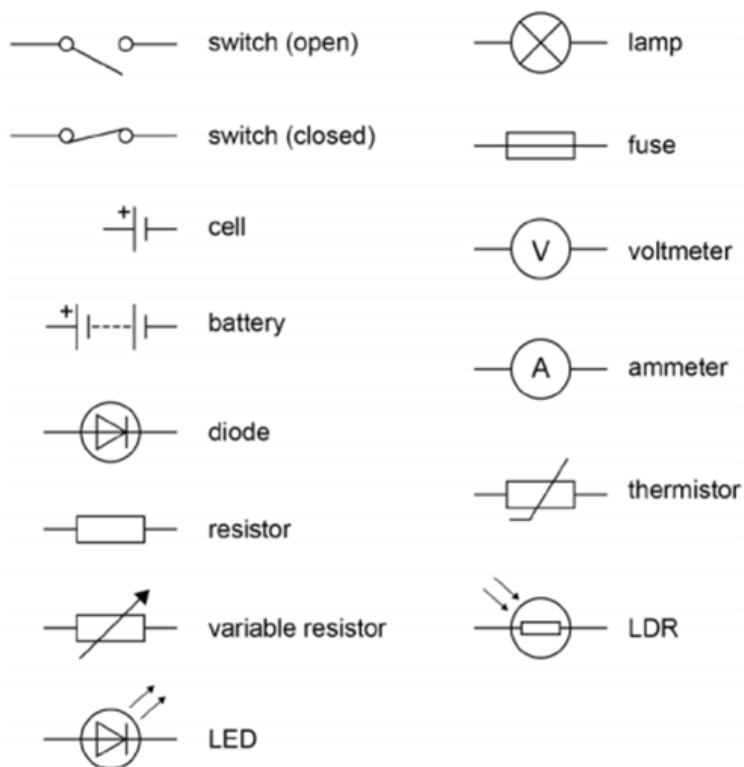 switch (open)
switch (closed)
+
cell
+
battery
diode
resistor
variable resistor
LED
lamp
fuse
V
voltmeter
A
ammeter
thermistor
LDR